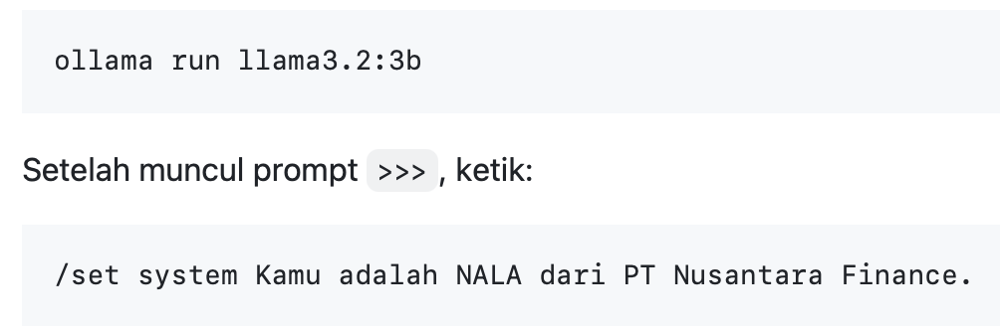 ollama run llama3.2:3b
Setelah muncul prompt >>>, ketik:
/set system Kamu adalah NALA dari PT Nusantara Finance.